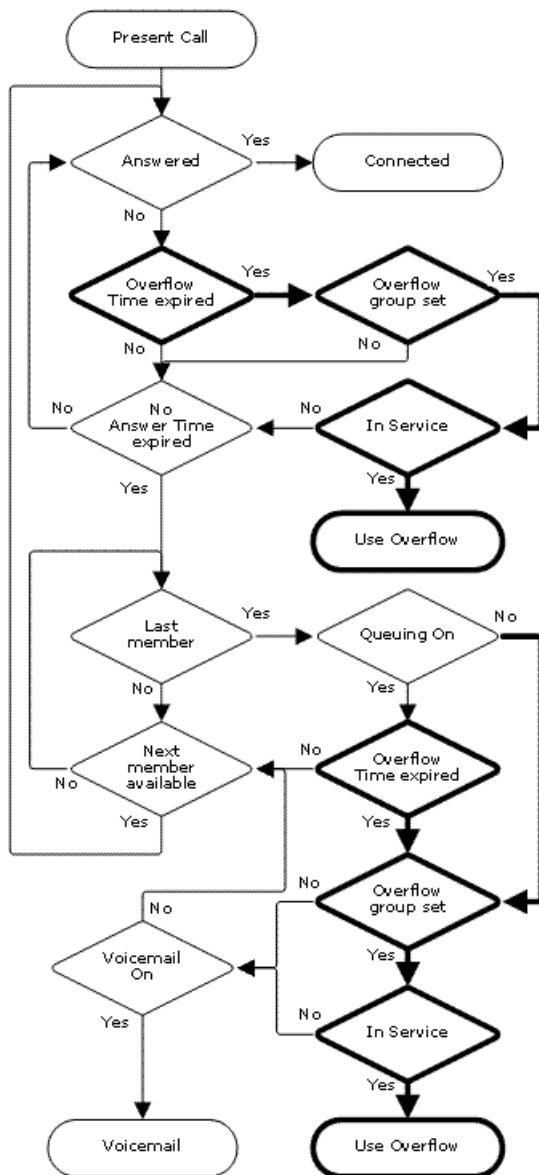 Present Call
Yes
Answered
Connected
No
Overflow
Time expired
Yes
Overflow
group set
Yes
No
No
No
No
Answer Time
expired
No
In Service
Yes
Yes
Use Overflow
Last
member
Yes
Queuing On
No
No
Yes
Next
member
available
No
No
Overflow
Time expired
Yes
Yes
No
Overflow
group set
No
Yes
Voicemail
On
No
In Service
Yes
Yes
Voicemail
Use Overflow